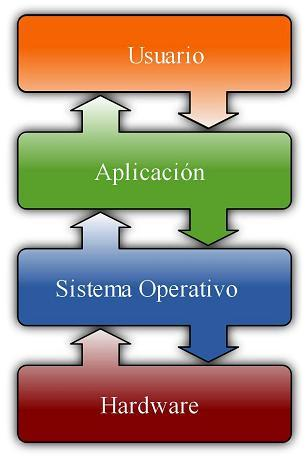 Usuario
Aplicación
Sistema Operativo
Hardware